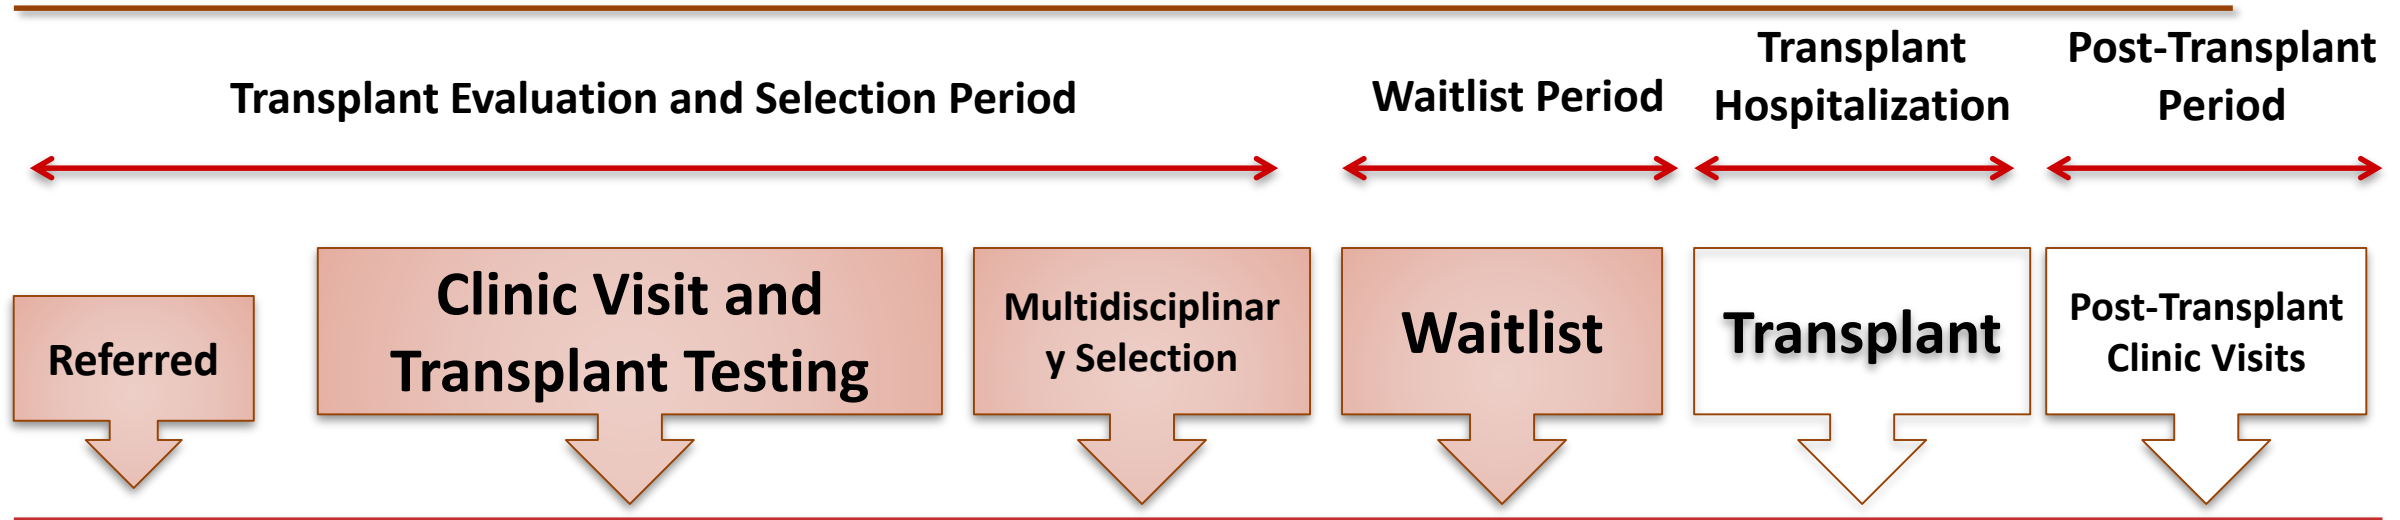 Transplant Evaluation and Selection Period
Waitlist Period
Transplant
Hospitalization
Post-Transplant
Period
Referred
Clinic Visit and
Transplant Testing
Multidisciplinar
y Selection
Waitlist
Transplant
Post-Transplant
Clinic Visits